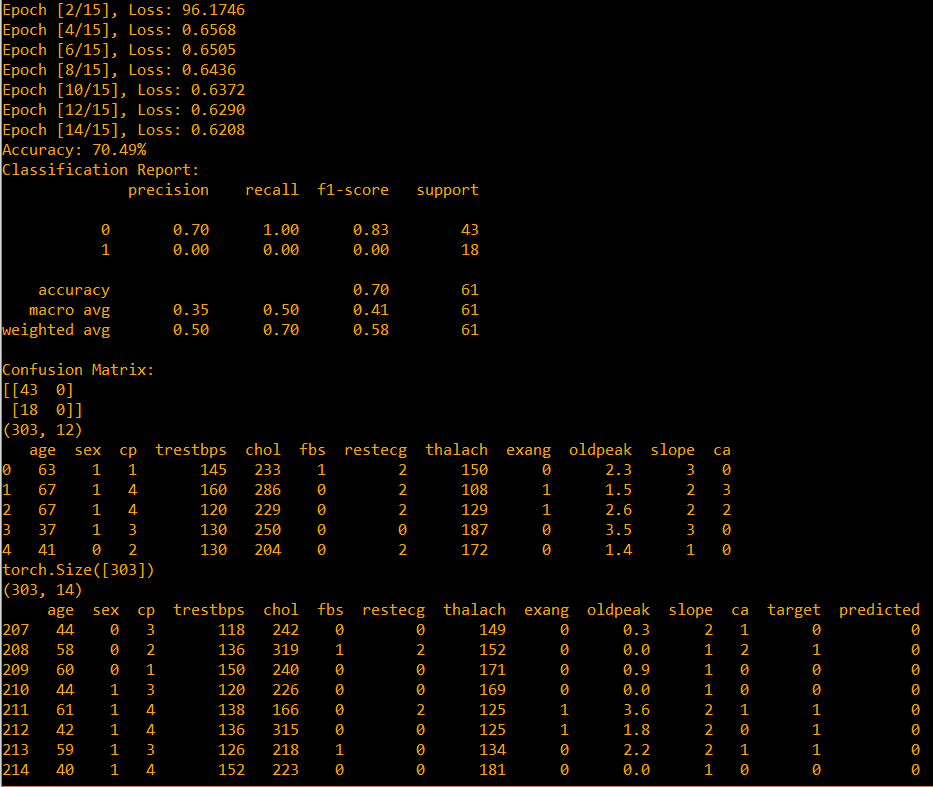 Epoch [2/15], Loss: 96.1746
Epoch [4/15], Loss: 0.6568
Epoch [6/15], Loss: 0.6505
Epoch [8/15], Loss: 0.6436
Epoch [10/15], Loss: 0.6372
Epoch [12/15], Loss: 0.6290
Epoch [14/15], Loss: 0.6208
Accuracy: 70.49%
Classification Report:
              precision    recall  f1-score   support

           0       0.70      1.00      0.83        43
           1       0.00      0.00      0.00        18

    accuracy                           0.70        61
   macro avg       0.35      0.50      0.41        61
weighted avg       0.50      0.70      0.58        61

Confusion Matrix:
[[43  0]
 [18  0]]
(303, 12)
   age  sex  cp  trestbps  chol  fbs  restecg  thalach  exang  oldpeak  slope  ca
0   63    1   1       145   233    1        2      150      0      2.3      3   0
1   67    1   4       160   286    0        2      108      1      1.5      2   3
2   67    1   4       120   229    0        2      129      1      2.6      2   2
3   37    1   3       130   250    0        0      187      0      3.5      3   0
4   41    0   2       130   204    0        2      172      0      1.4      1   0
torch.Size([303])
(303, 14)
     age  sex  cp  trestbps  chol  fbs  restecg  thalach  exang  oldpeak  slope  ca  target  predicted
207   44    0   3       118   242    0        0      149      0      0.3      2   1       0          0
208   58    0   2       136   319    1        2      152      0      0.0      1   2       1          0
209   60    0   1       150   240    0        0      171      0      0.9      1   0       0          0
210   44    1   3       120   226    0        0      169      0      0.0      1   0       0          0
211   61    1   4       138   166    0        2      125      1      3.6      2   1       1          0
212   42    1   4       136   315    0        0      125      1      1.8      2   0       1          0
213   59    1   3       126   218    1        0      134      0      2.2      2   1       1          0
214   40    1   4       152   223    0        0      181      0      0.0      1   0       0          0